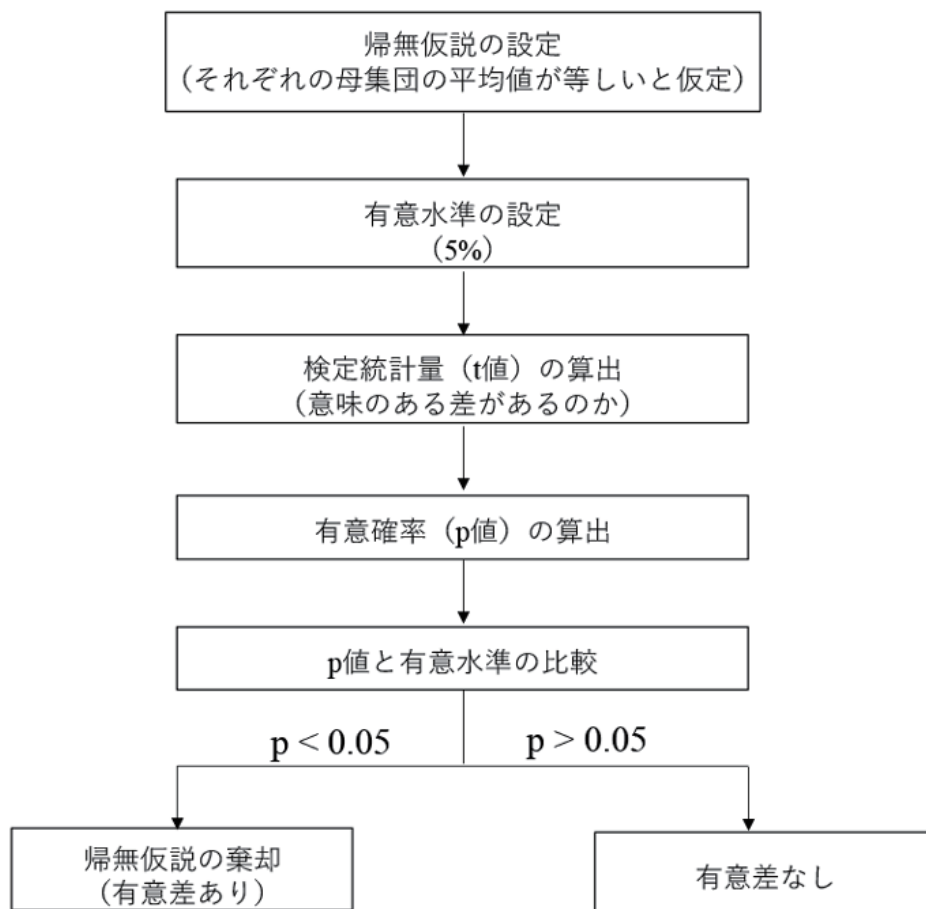 帰無仮説の設定
（それぞれの母集団の平均値が等しいと仮定）
有意水準の設定
（5%）
検定統計量（t値）の算出
（意味のある差があるのか）
有意確率（p値）の算出
p値と有意水準の比較
p < 0.05
p > 0.05
帰無仮説の棄却
（有意差あり）
有意差なし